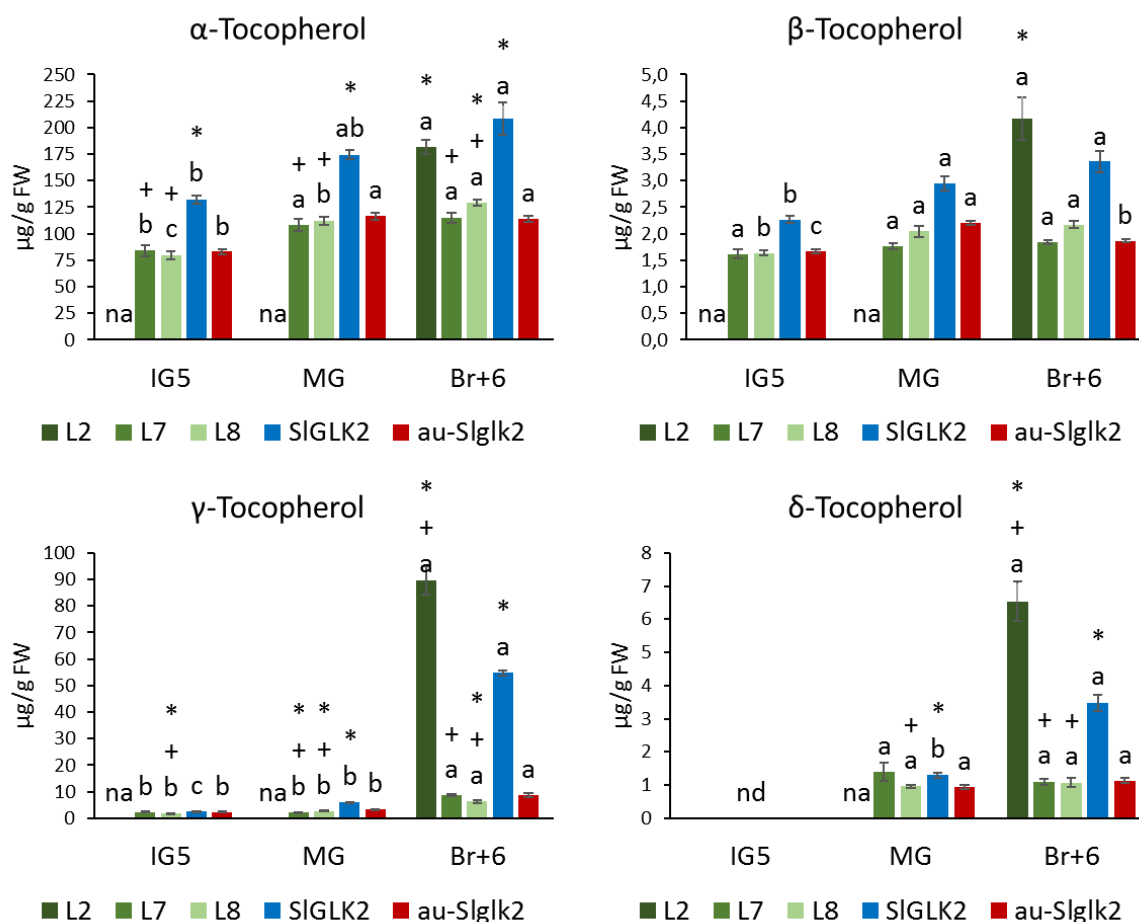 α-Tocopherol
µg/g FW
250
225
200
175
150
125
100
75
50
25
0
na
+ b
+ c
* b
b
na
+ a
+ b
* ab
a
* a
+ a
* + a
* a
a
IG5 MG Br+6
L2 L7 L8 SlGLK2 au-Slglk2
β-Tocopherol
µg/g FW
5,0
4,5
4,0
3,5
3,0
2,5
2,0
1,5
1,0
0,5
0,0
na
a
b
b
c
na
a
a
a
a
* a
a
a
a
b
IG5 MG Br+6
L2 L7 L8 SlGLK2 au-Slglk2
γ-Tocopherol
µg/g FW
100
90
80
70
60
50
40
30
20
10
0
na
b
* + b
c
b
na
* + b
* + b
* b
b
* + a
+ a
* + a
* a
a
IG5 MG Br+6
L2 L7 L8 SlGLK2 au-Slglk2
δ-Tocopherol
µg/g FW
8
7
6
5
4
3
2
1
0
nd
na
a
+ a
* b
a
* + a
+ a
+ a
* a
a
IG5 MG Br+6
L2 L7 L8 SlGLK2 au-Slglk2